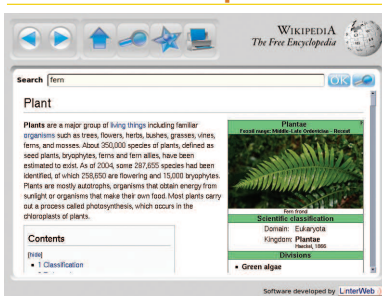 WIKIPEDIA
The Free Encyclopedia
Search fern OK
Plant
Plants are a major group of living things including familiar
organisms such as trees, flowers, herbs, bushes, grasses, vines,
ferns, and mosses. About 350,000 species of plants, defined as
seed plants, bryophytes, ferns and fern allies, have been
estimated to exist. As of 2004, some 287,655 species had been
identified, of which 258,650 are flowering and 15,000 bryophytes.
Plants are mostly autotrophs, organisms that obtain energy from
sunlight or organisms that make their own food. Most plants carry
out a process called photosynthesis, which occurs in the
chloroplasts of plants.
Contents
[hide]
1 Classification
Plantae
Fossil range: Middle-Late Ordovician - Recent
Fern frond
Scientific classification
Domain: Eukaryota
Kingdom: Plantae
Haeckel, 1866
Divisions
Green algae
Software developed by LinterWeb